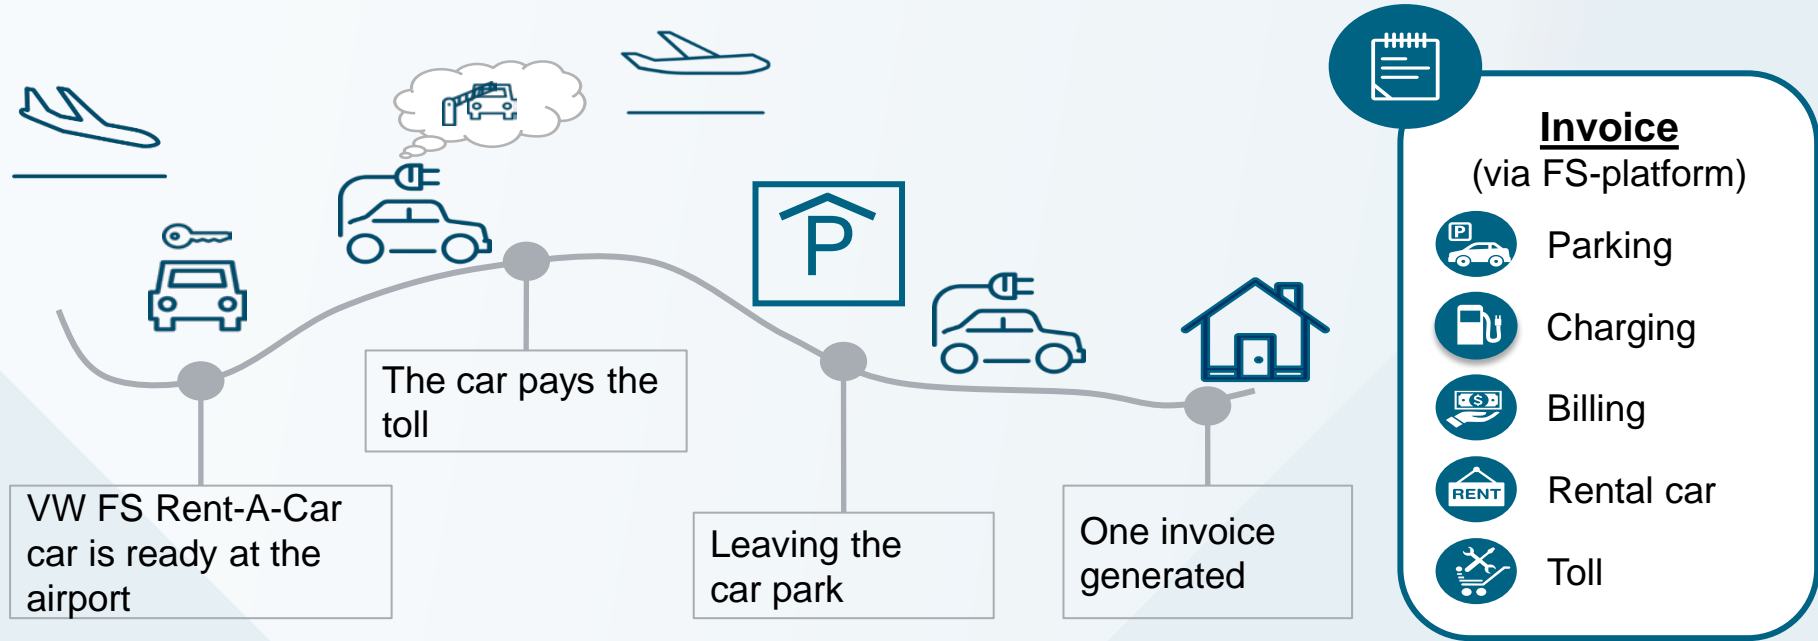 VW FS Rent-A-Car
car is ready at the
airport
The car pays the
toll
P
Leaving the
car park
One invoice
generated
Invoice
(via FS-platform)
P
Parking
Charging
$
Billing
RENT
Rental car
Toll